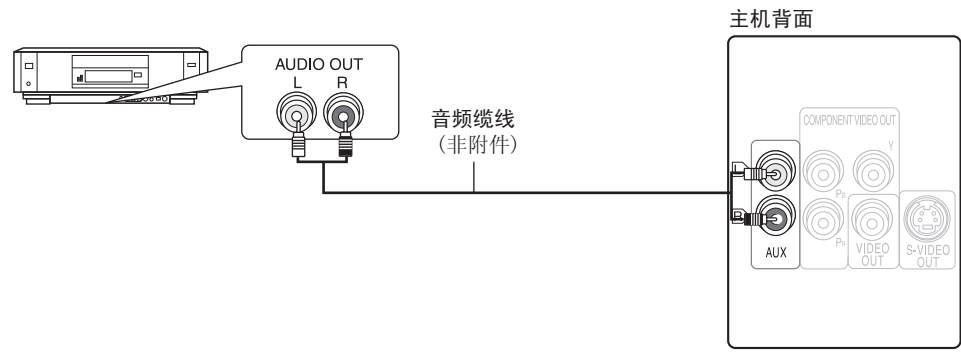 主机背面
AUDIO OUT
L R
音频缆线
(非附件)
COMPONENT VIDEO OUT
Y
L
PB
R
PR
AUX
VIDEO
OUT
S-VIDEO
OUT